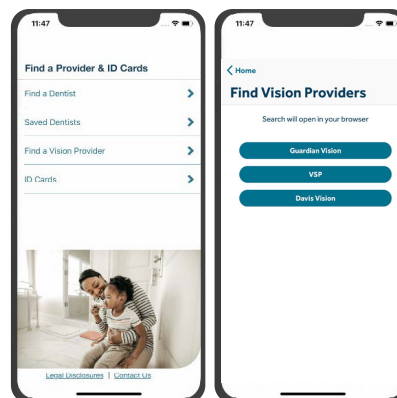 11:47
Find a Provider & ID Cards
Find a Dentist
Saved Dentists
Find a Vision Provider
ID Cards
Legal Disclosures | Contact Us
11:47
Home
Find Vision Providers
Search will open in your browser
Guardian Vision
VSP
Davis Vision